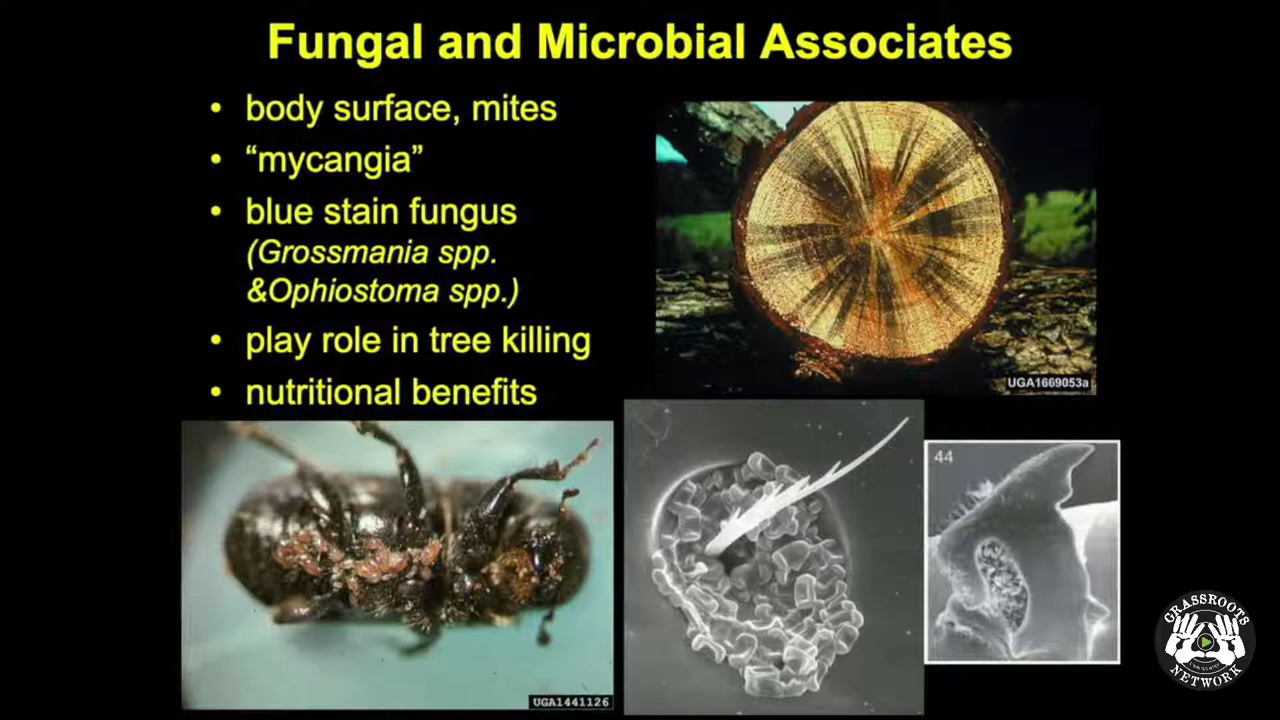 Fungal and Microbial Associates
• body surface, mites
• “mycangia”
• blue stain fungus
(Grossmania spp.
&Ophiostoma spp.)
• play role in tree killing
• nutritional benefits
UGA1669053a
UGA1441126
44
GRASSROOTS
NETWORK